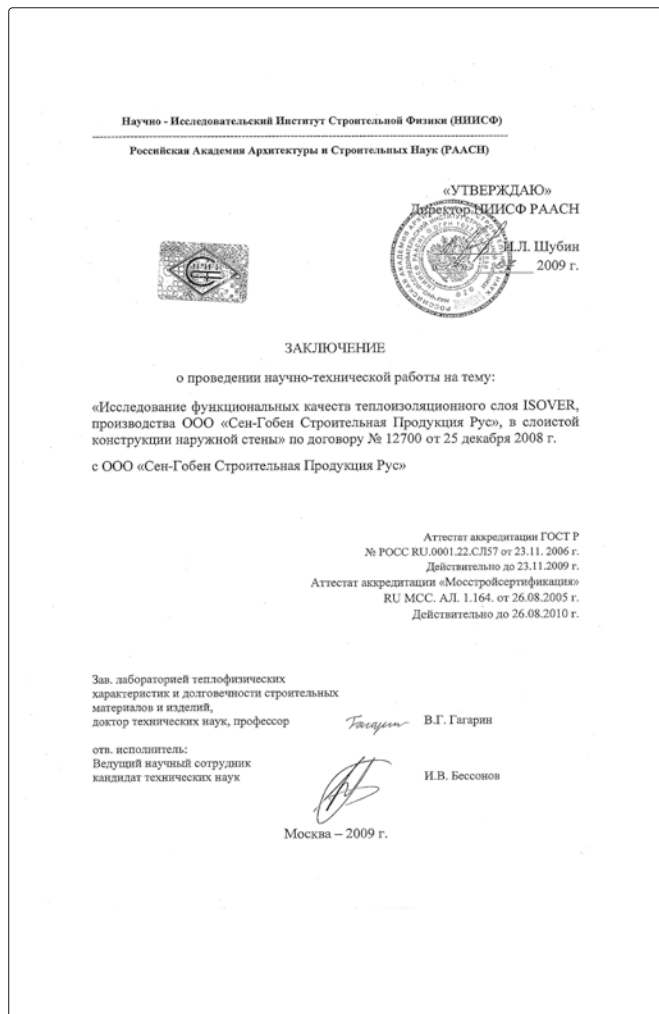 Научно - Исследовательский Институт Строительной Физики (НИИСФ)
Российская Академия Архитектуры и Строительных Наук (РААСН)
«УТВЕРЖДАЮ»
Директор НИИСФ РААСН
И.Л. Шубин
2009 г.
ЗАКЛЮЧЕНИЕ
о проведении научно-технической работы на тему:
«Исследование функциональных качеств теплоизоляционного слоя ISOVER,
производства ООО «Сен-Гобен Строительная Продукция Рус», в слоистой
конструкции наружной стены» по договору № 12700 от 25 декабря 2008 г.
с ООО «Сен-Гобен Строительная Продукция Рус»
Аттестат аккредитации ГОСТ Р
№ РОСС RU.0001.22.СЛ57 от 23.11. 2006 г.
Действительно до 23.11.2009 г.
Аттестат аккредитации «Мосстройсертификация»
RU МСС. АЛ. 1.164. от 26.08.2005 г.
Действительно до 26.08.2010 г.
Зав. лабораторией теплофизических
характеристик и долговечности строительных
материалов и изделий,
доктор технических наук, профессор Гагарин В.Г. Гагарин
отв. исполнитель:
Ведущий научный сотрудник
кандидат технических наук И.В. Бессонов
Москва – 2009 г.